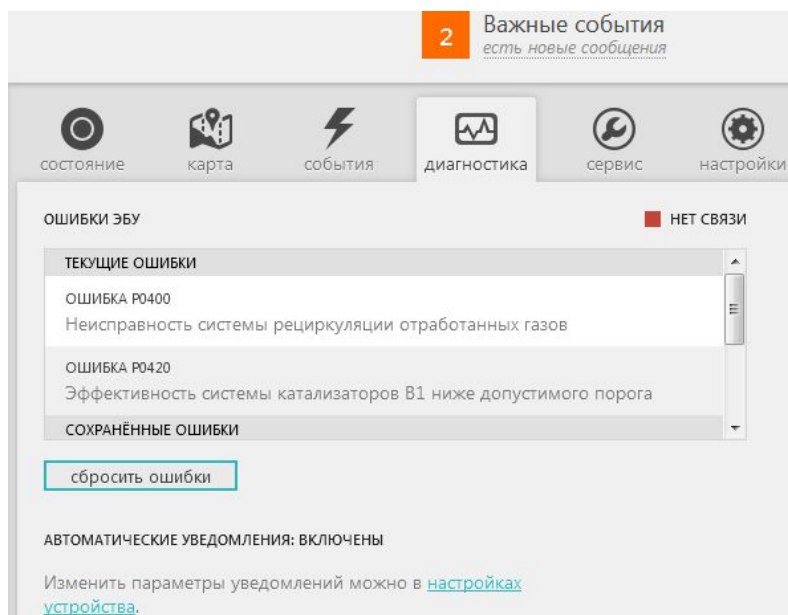 2
Важные события
есть новые сообщения
состояние
карта
события
диагностика
сервис
настройки
ОШИБКИ ЭБУ
НЕТ СВЯЗИ
ТЕКУЩИЕ ОШИБКИ
ОШИБКА P0400
Неисправность системы рециркуляции отработанных газов
ОШИБКА P0420
Эффективность системы катализаторов B1 ниже допустимого порога
СОХРАНЁННЫЕ ОШИБКИ
сбросить ошибки
АВТОМАТИЧЕСКИЕ УВЕДОМЛЕНИЯ: ВКЛЮЧЕНЫ
Изменить параметры уведомлений можно в настройках
устройства.